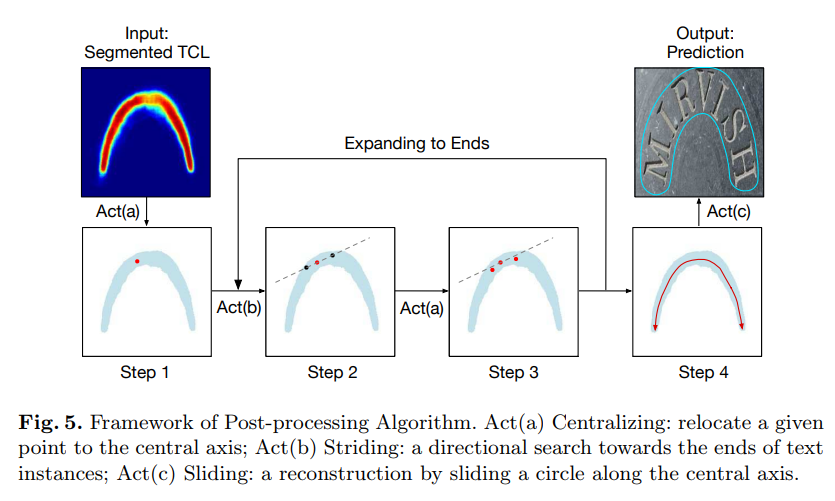 Input:
Segmented TCL
Output:
Prediction
Expanding to Ends
MIRVISH
Act(a)
Act(c)
Act(b)
Act(a)
Step 1
Step 2
Step 3
Step 4
Fig. 5. Framework of Post-processing Algorithm. Act(a) Centralizing: relocate a given
point to the central axis; Act(b) Striding: a directional search towards the ends of text
instances; Act(c) Sliding: a reconstruction by sliding a circle along the central axis.